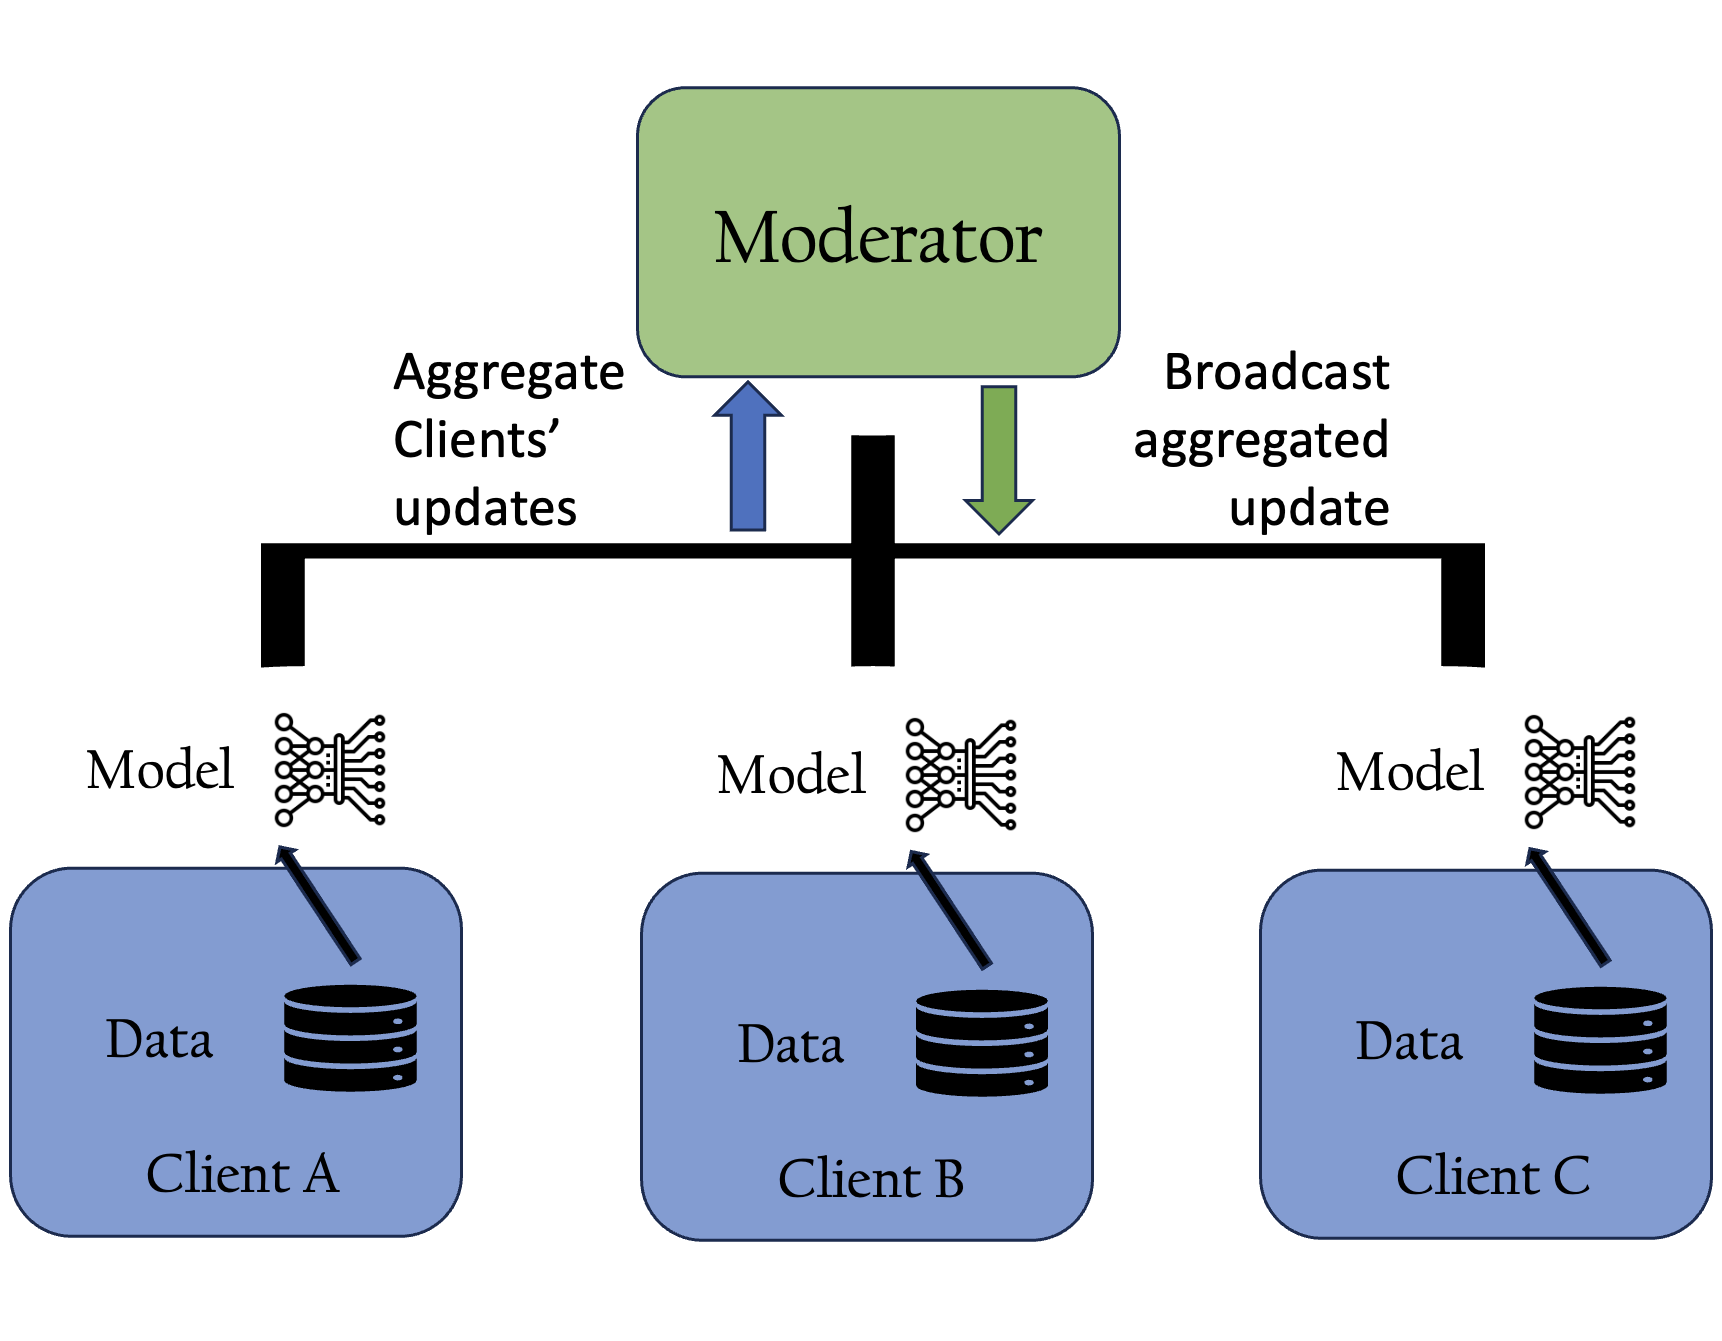 Moderator
Aggregate
Clients’
updates
Broadcast
aggregated
update
Model
Model
Model
Data
Data
Data
Client A
Client B
Client C